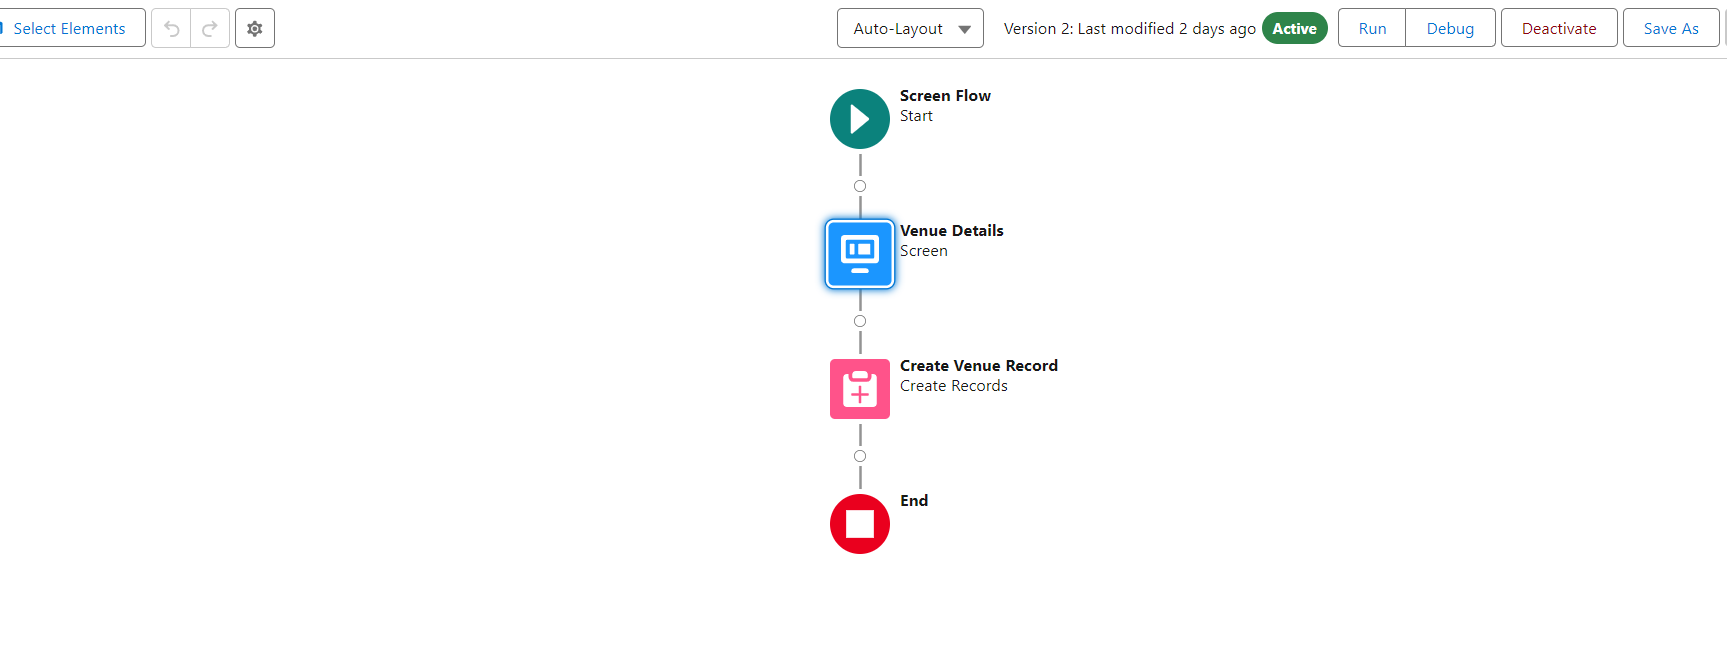 Select Elements
Auto-Layout
Version 2: Last modified 2 days ago
Active
Run
Debug
Deactivate
Save As
Screen Flow
Start
Venue Details
Screen
Create Venue Record
Create Records
End